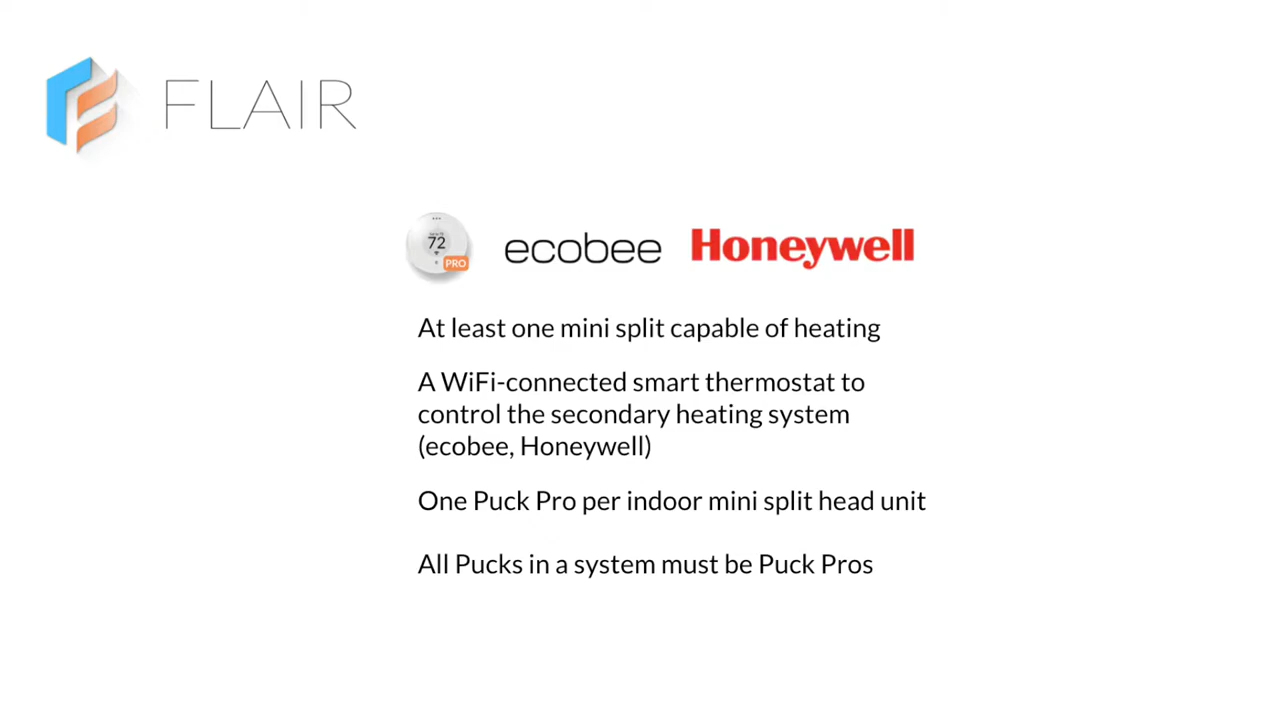 FLAIR
72
PRO
ecobee
Honeywell
At least one mini split capable of heating
A WiFi-connected smart thermostat to
control the secondary heating system
(ecobee, Honeywell)
One Puck Pro per indoor mini split head unit
All Pucks in a system must be Puck Pros